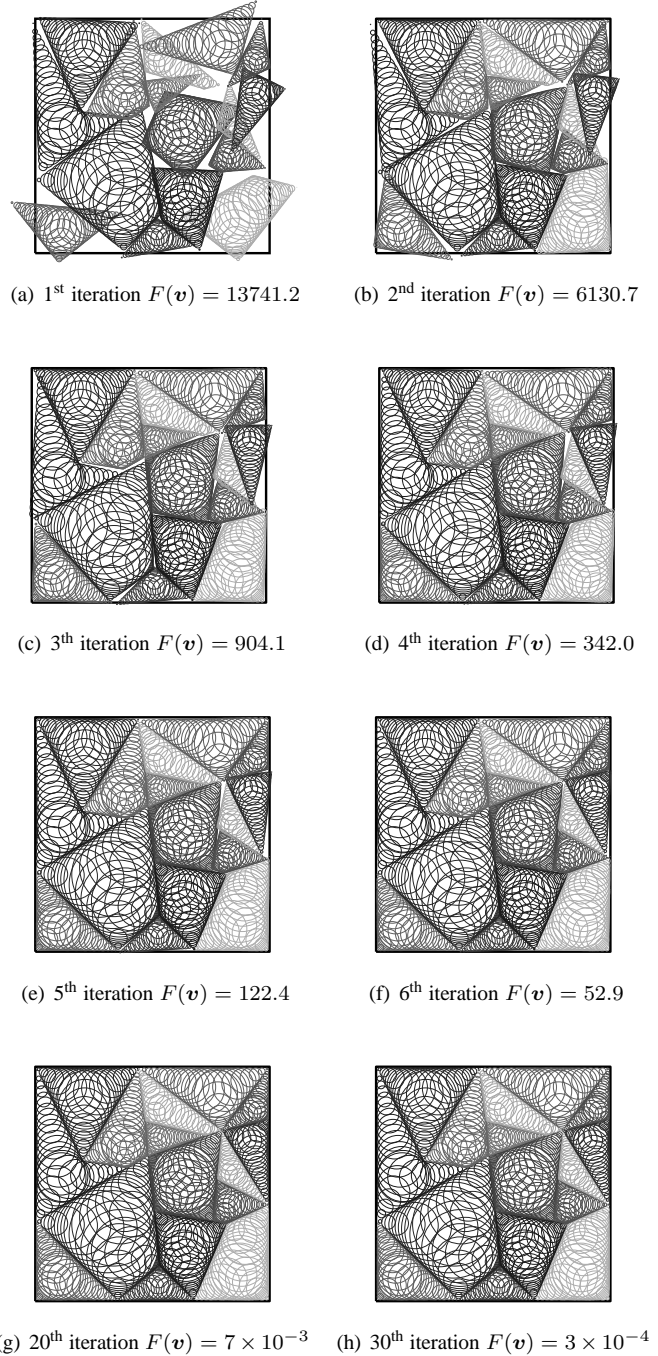 (a) 1st iteration F(v) = 13741.2
(b) 2nd iteration F(v) = 6130.7
(c) 3th iteration F(v) = 904.1
(d) 4th iteration F(v) = 342.0
(e) 5th iteration F(v) = 122.4
(f) 6th iteration F(v) = 52.9
g) 20th iteration F(v) = 7 × 10⁻³
(h) 30th iteration F(v) = 3 × 10⁻⁴